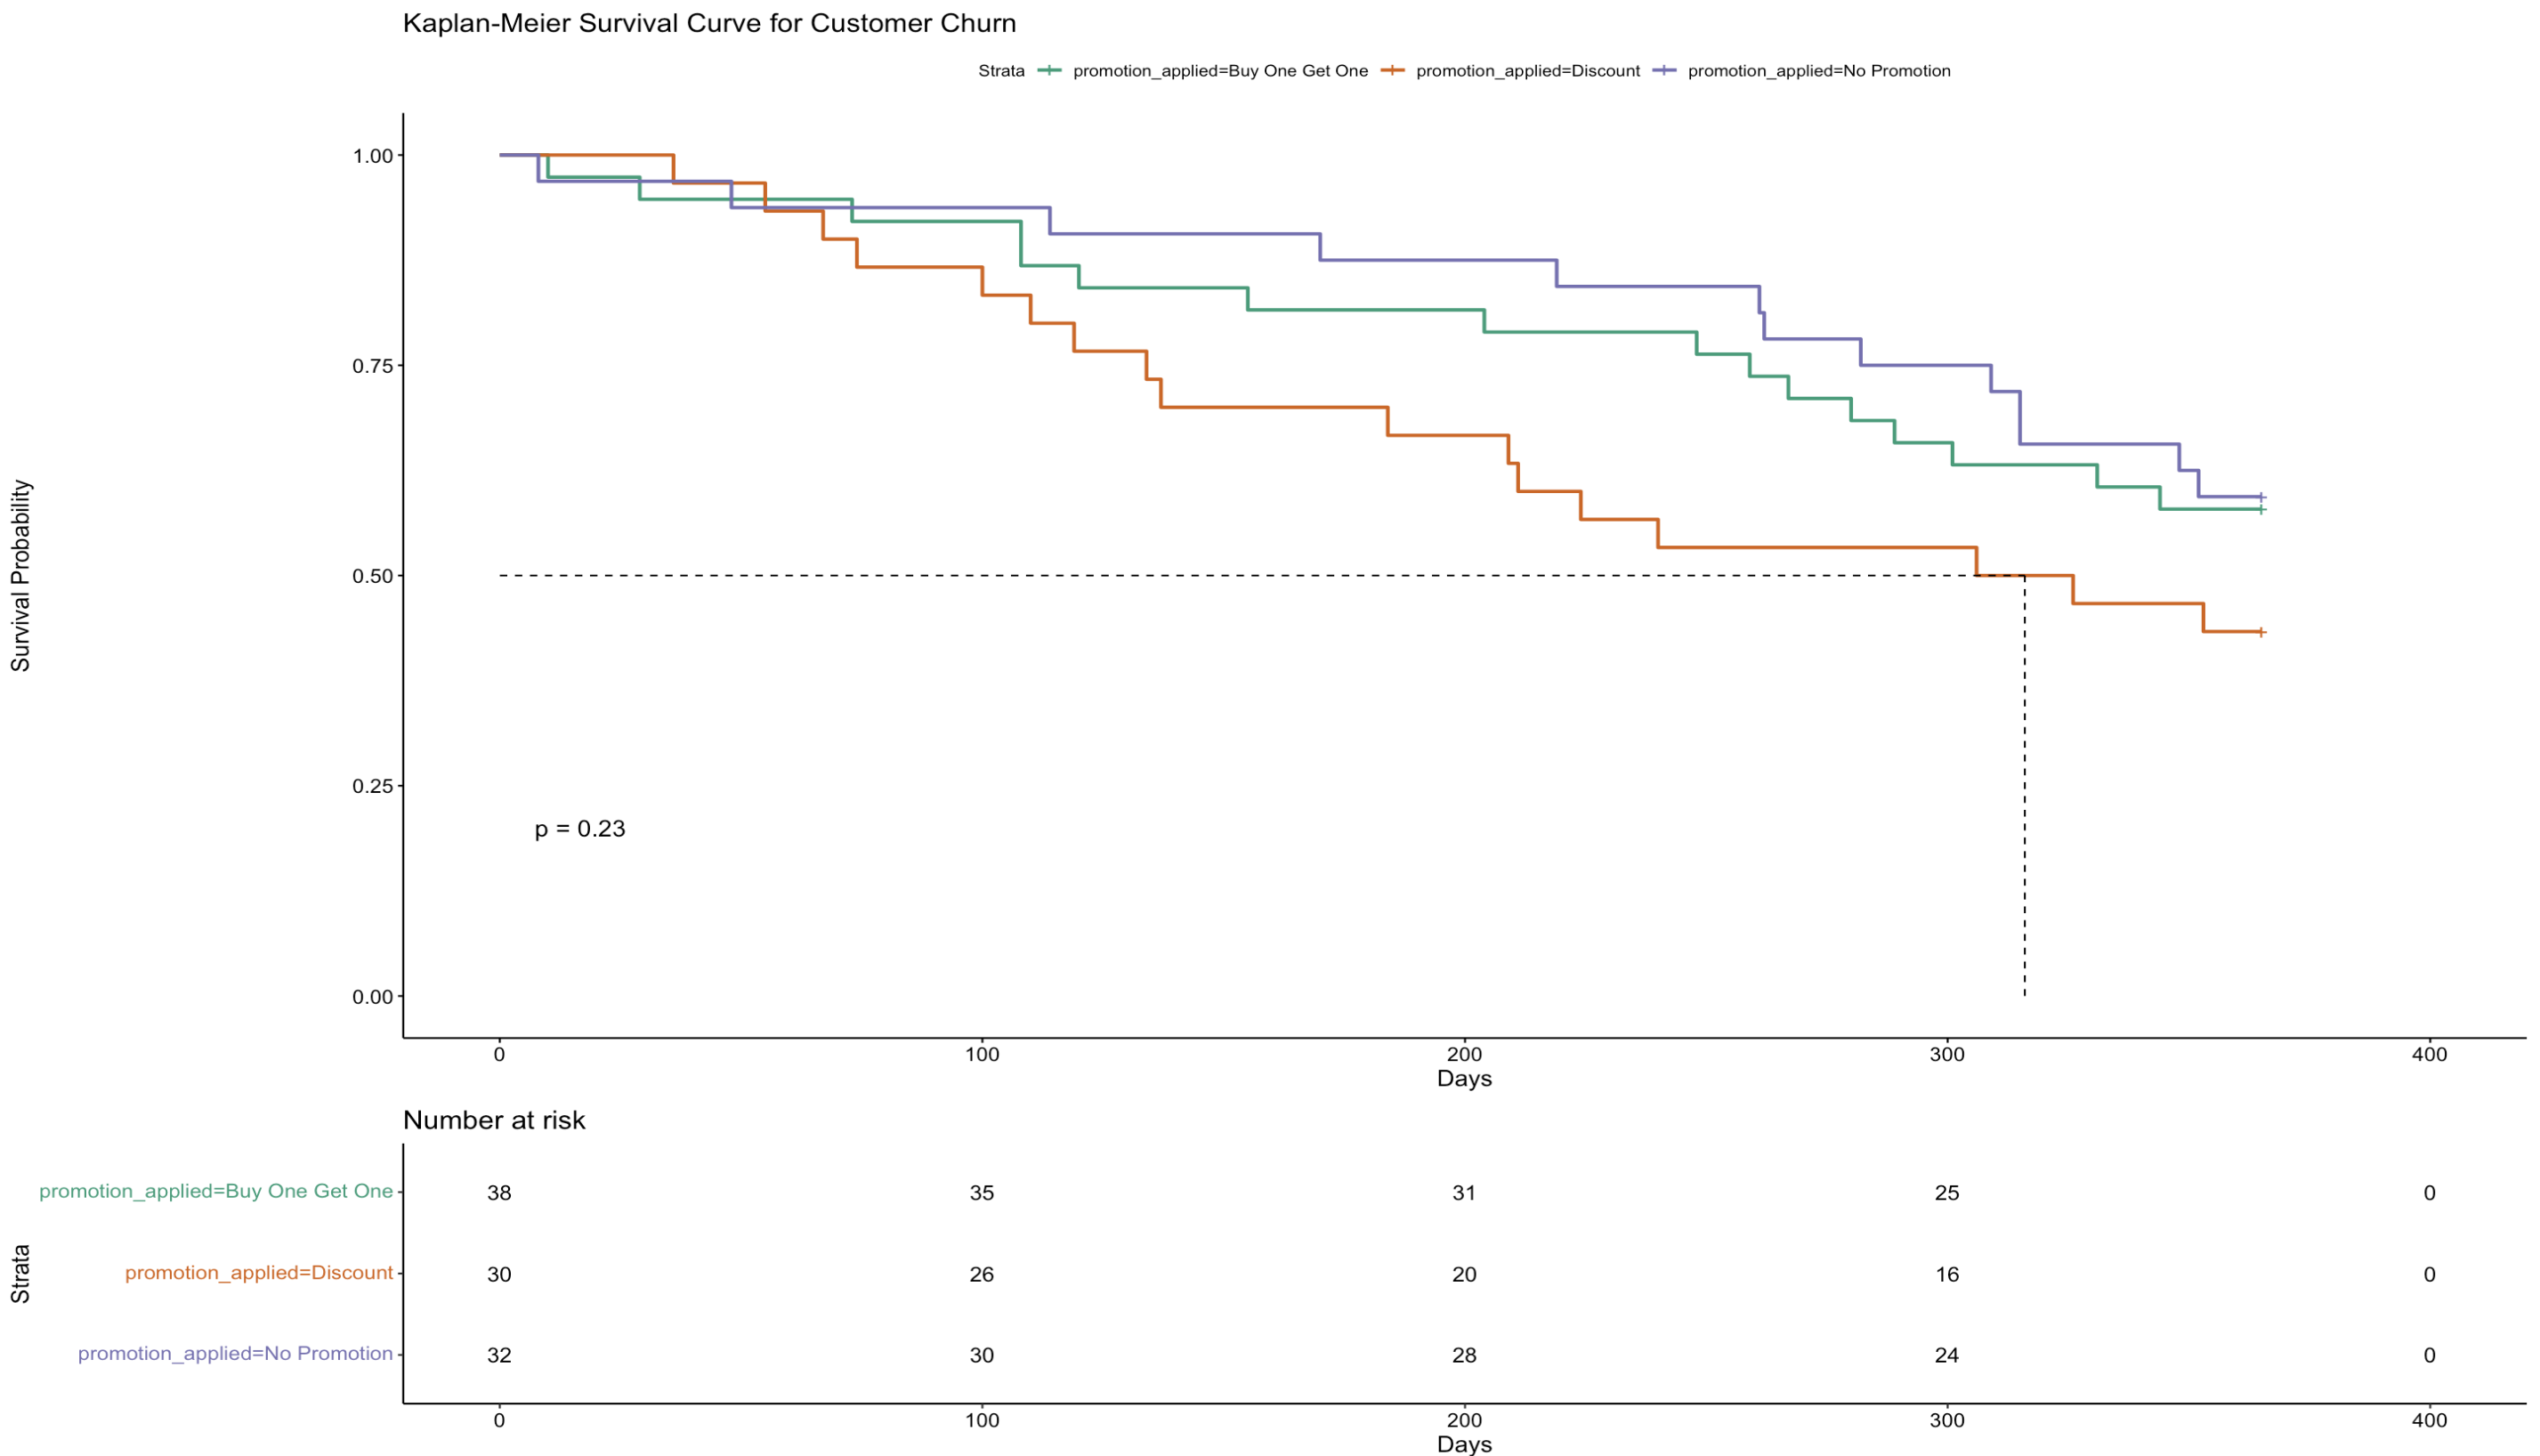 Kaplan-Meier Survival Curve for Customer Churn
Strata promotion_applied=Buy One Get One promotion_applied=Discount promotion_applied=No Promotion
Survival Probability
1.00
0.75
0.50
0.25
0.00
p = 0.23
0 100 200 300 400
Days
Number at risk
Strata
promotion_applied=Buy One Get One 38 35 31 25 0
promotion_applied=Discount 30 26 20 16 0
promotion_applied=No Promotion 32 30 28 24 0
0 100 200 300 400
Days